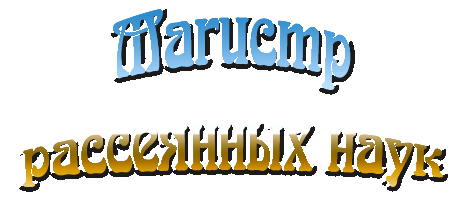 Магистр
рассеянных наук